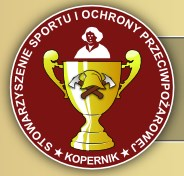 STOWARZYSZENIE SPORTU I OCHRONY PRZECIWPOŻAROWEJ
★ KOPERNIK ★